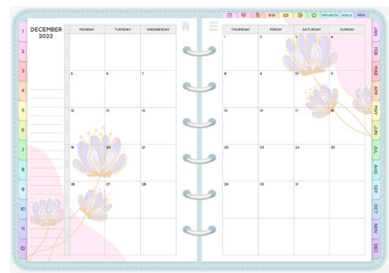 PROJECTS GOALS
DECEMBER
2022
MONDAY TUESDAY WEDNESDAY
THURSDAY FRIDAY SATURDAY SUNDAY
1 2 3 4
5 6 7
8 9 10 11
12 13 14
15 16 17 18
19 20 21
22 23 24 25
26 27 28
29 30 31
1
2
3
4
5
6
7
8
9
10
11
12
JAN
FEB
MAR
APR
MAY
JUN
JUL
AUG
SEP
OCT
NOV
DEC